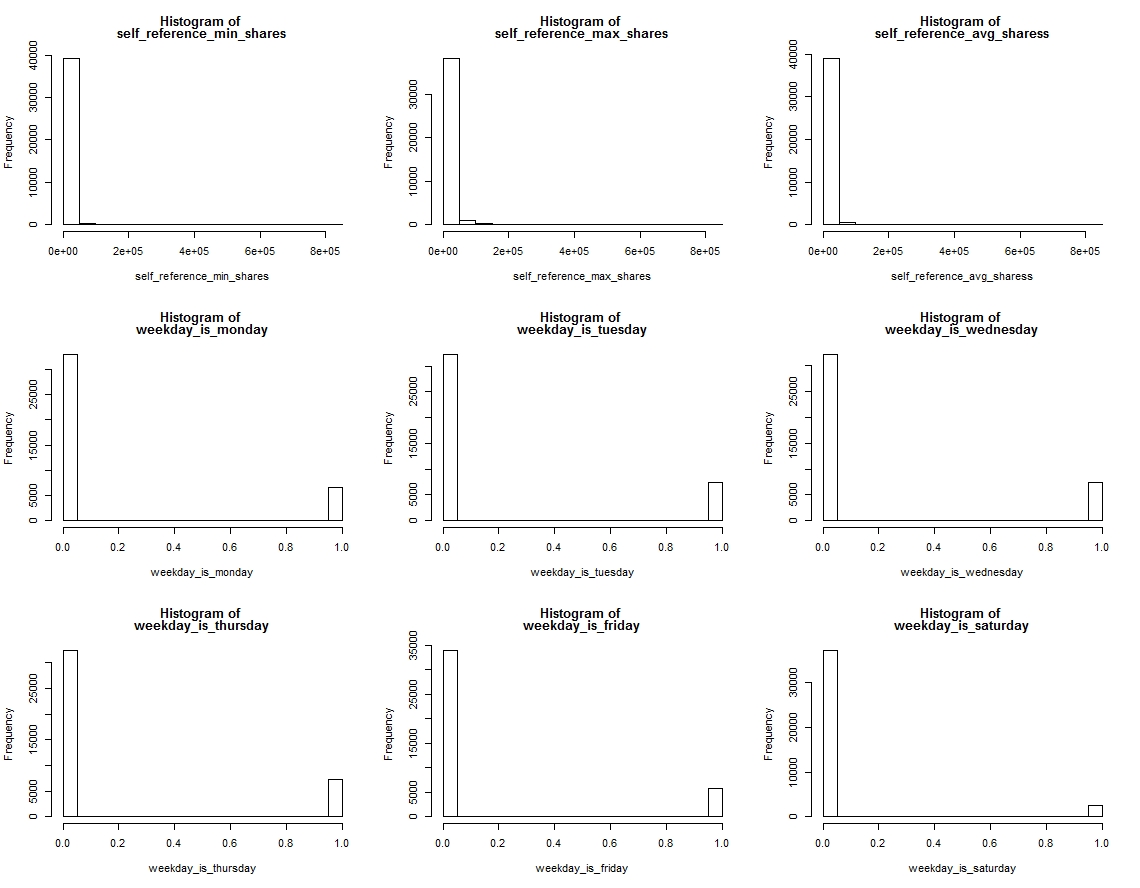 Histogram of
self_reference_min_shares
Frequency
40000
30000
20000
10000
0
0e+00 2e+05 4e+05 6e+05 8e+05
self_reference_min_shares
Histogram of
self_reference_max_shares
Frequency
30000
20000
10000
0
0e+00 2e+05 4e+05 6e+05 8e+05
self_reference_max_shares
Histogram of
self_reference_avg_sharess
Frequency
40000
30000
20000
10000
0
0e+00 2e+05 4e+05 6e+05 8e+05
self_reference_avg_sharess
Histogram of
weekday_is_monday
Frequency
25000
15000
5000
0
0.0 0.2 0.4 0.6 0.8 1.0
weekday_is_monday
Histogram of
weekday_is_tuesday
Frequency
25000
15000
5000
0
0.0 0.2 0.4 0.6 0.8 1.0
weekday_is_tuesday
Histogram of
weekday_is_wednesday
Frequency
25000
15000
5000
0
0.0 0.2 0.4 0.6 0.8 1.0
weekday_is_wednesday
Histogram of
weekday_is_thursday
Frequency
25000
15000
5000
0
0.0 0.2 0.4 0.6 0.8 1.0
weekday_is_thursday
Histogram of
weekday_is_friday
Frequency
35000
25000
15000
5000
0
0.0 0.2 0.4 0.6 0.8 1.0
weekday_is_friday
Histogram of
weekday_is_saturday
Frequency
30000
20000
10000
0
0.0 0.2 0.4 0.6 0.8 1.0
weekday_is_saturday